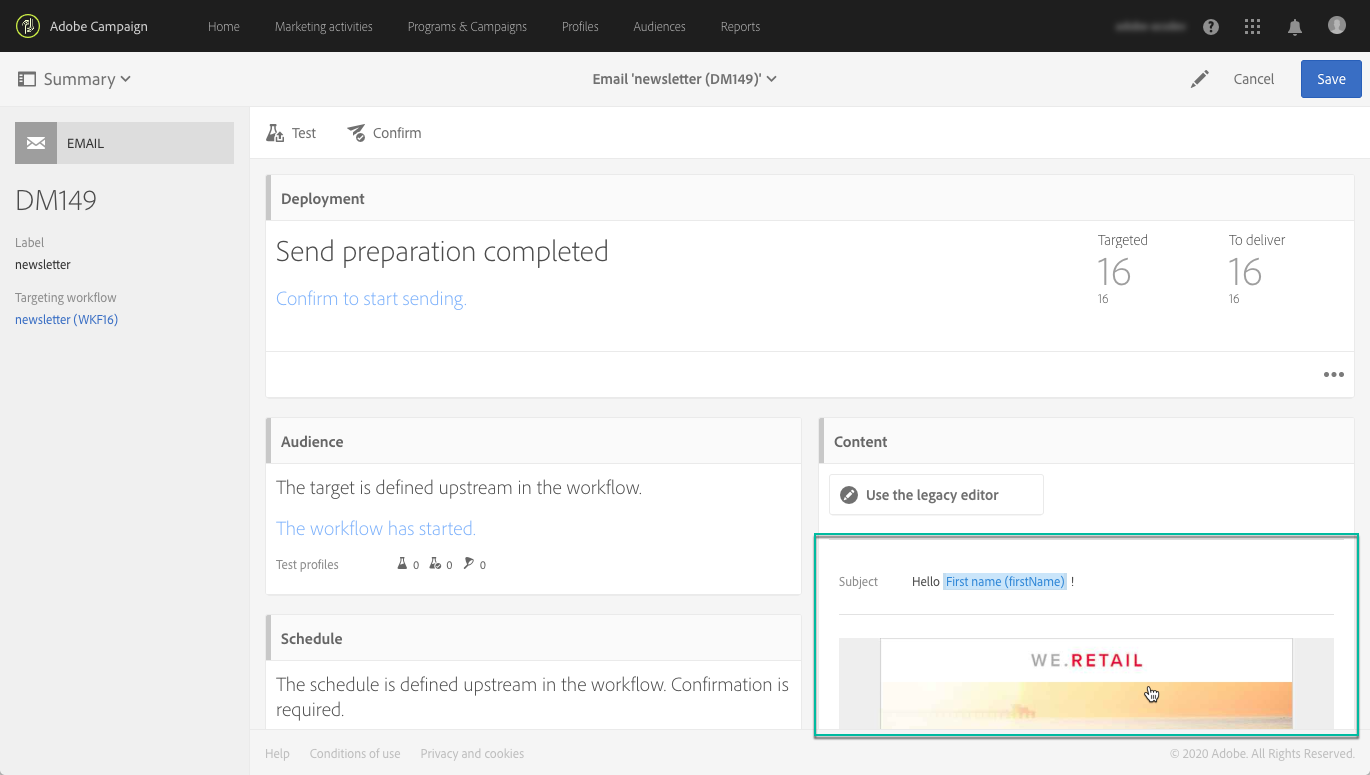 Adobe Campaign Home Marketing activities Programs & Campaigns Profiles Audiences Reports
Summary Email 'newsletter (DM149)' Cancel Save
EMAIL
DM149
Label
newsletter
Targeting workflow
newsletter (WKF16)
Test Confirm
Deployment
Send preparation completed
Confirm to start sending.
Targeted
16
16
To deliver
16
16
Audience
The target is defined upstream in the workflow.
The workflow has started.
Test profiles 0 0 0
Schedule
The schedule is defined upstream in the workflow. Confirmation is
required.
Content
Use the legacy editor
Subject Hello First name (firstName) !
WE.RETAIL
Help Conditions of use Privacy and cookies © 2020 Adobe. All Rights Reserved.